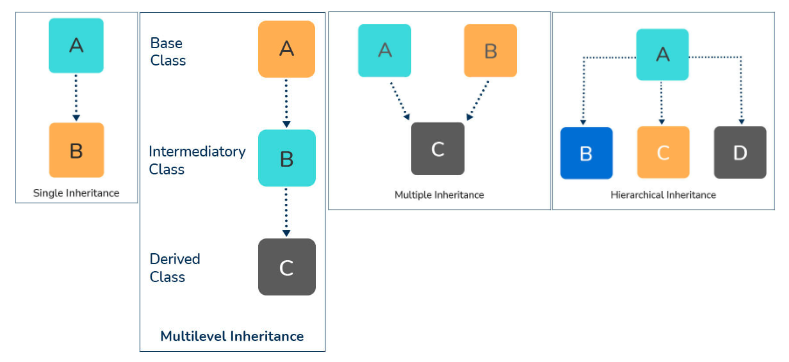 A
B
Single Inheritance
Base
Class
A
Intermediatory
Class
B
Derived
Class
C
Multilevel Inheritance
A
B
C
Multiple Inheritance
A
B
C
D
Hierarchical Inheritance